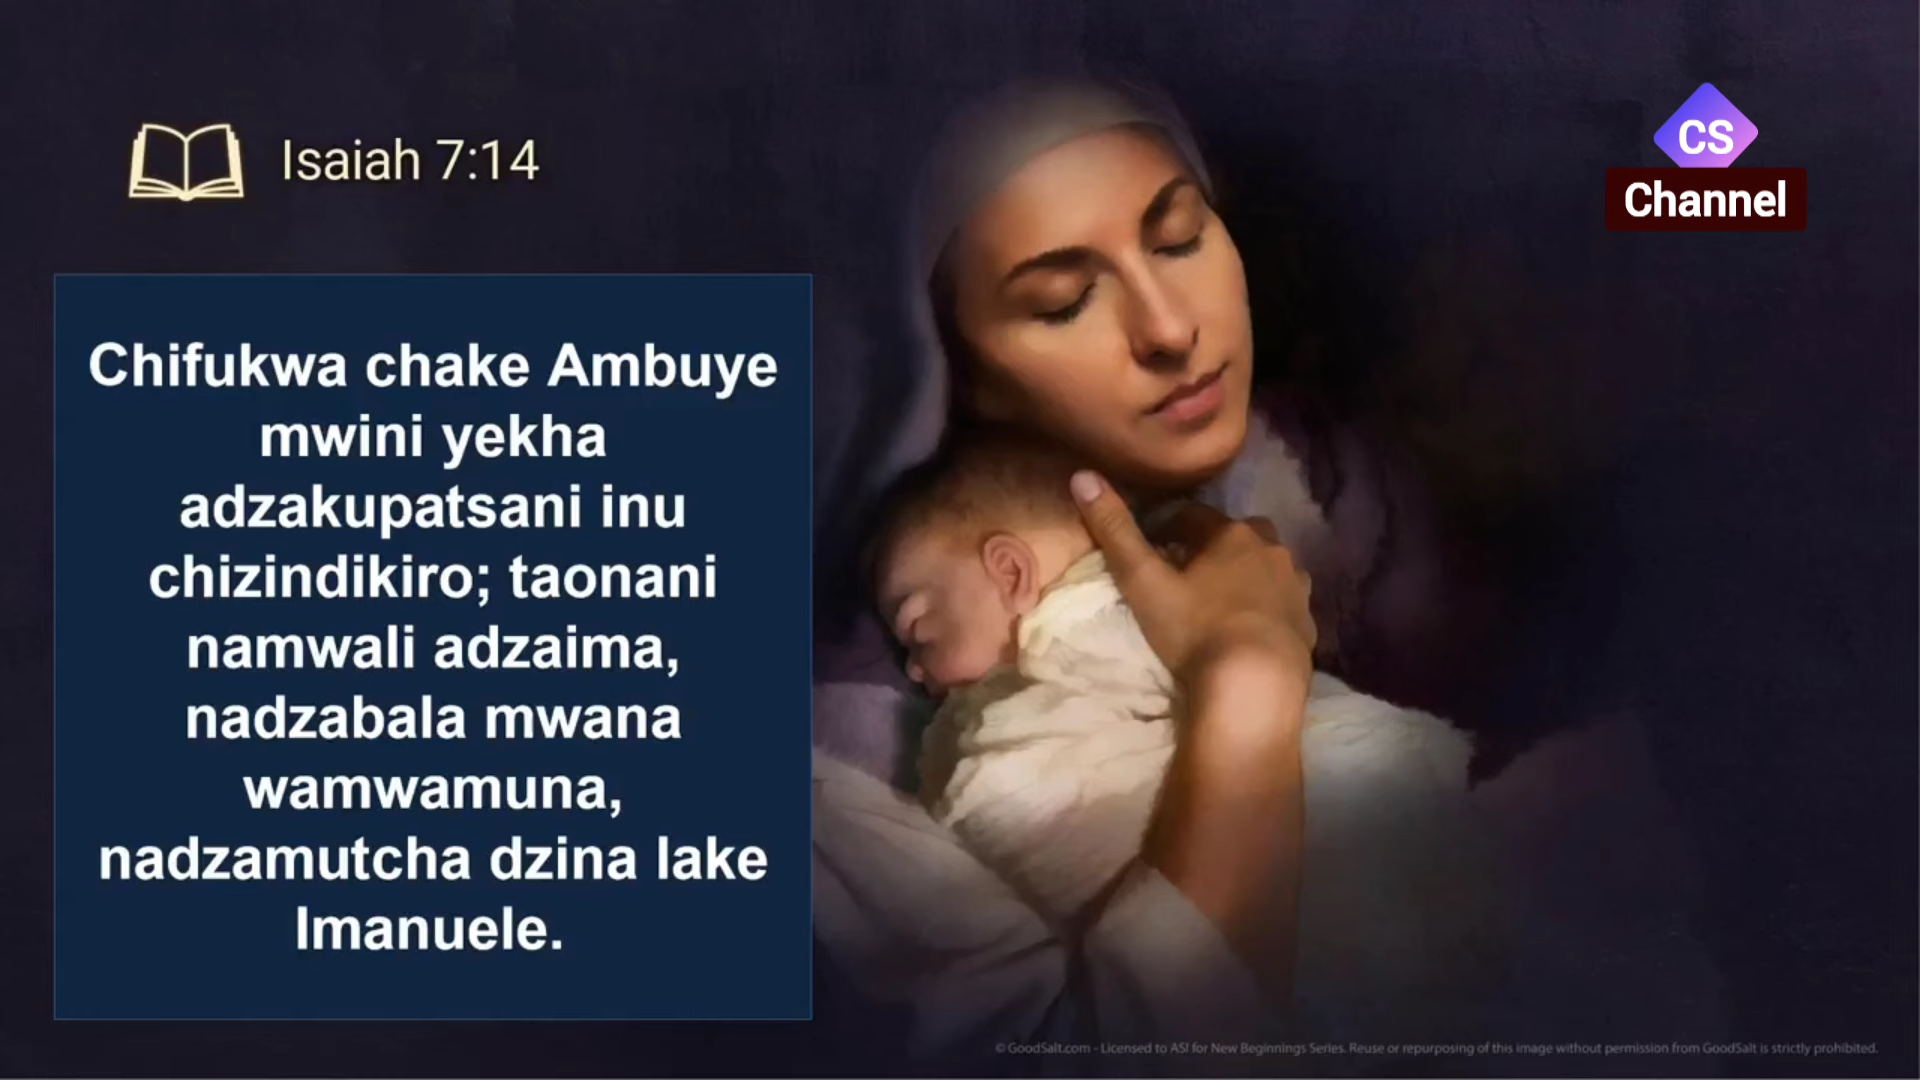 Isaiah 7:14
CS
Channel
Chifukwa chake Ambuye
mwini yekha
adzakupatsani inu
chizindikiro; taonani
namwali adzaima,
nadzabala mwana
wamwamuna,
nadzamutcha dzina lake
Imanuele.
© GoodSalt.com - Licensed to ASI for New Beginnings Series. Reuse or repurposing of this image without permission from GoodSalt is strictly prohibited.